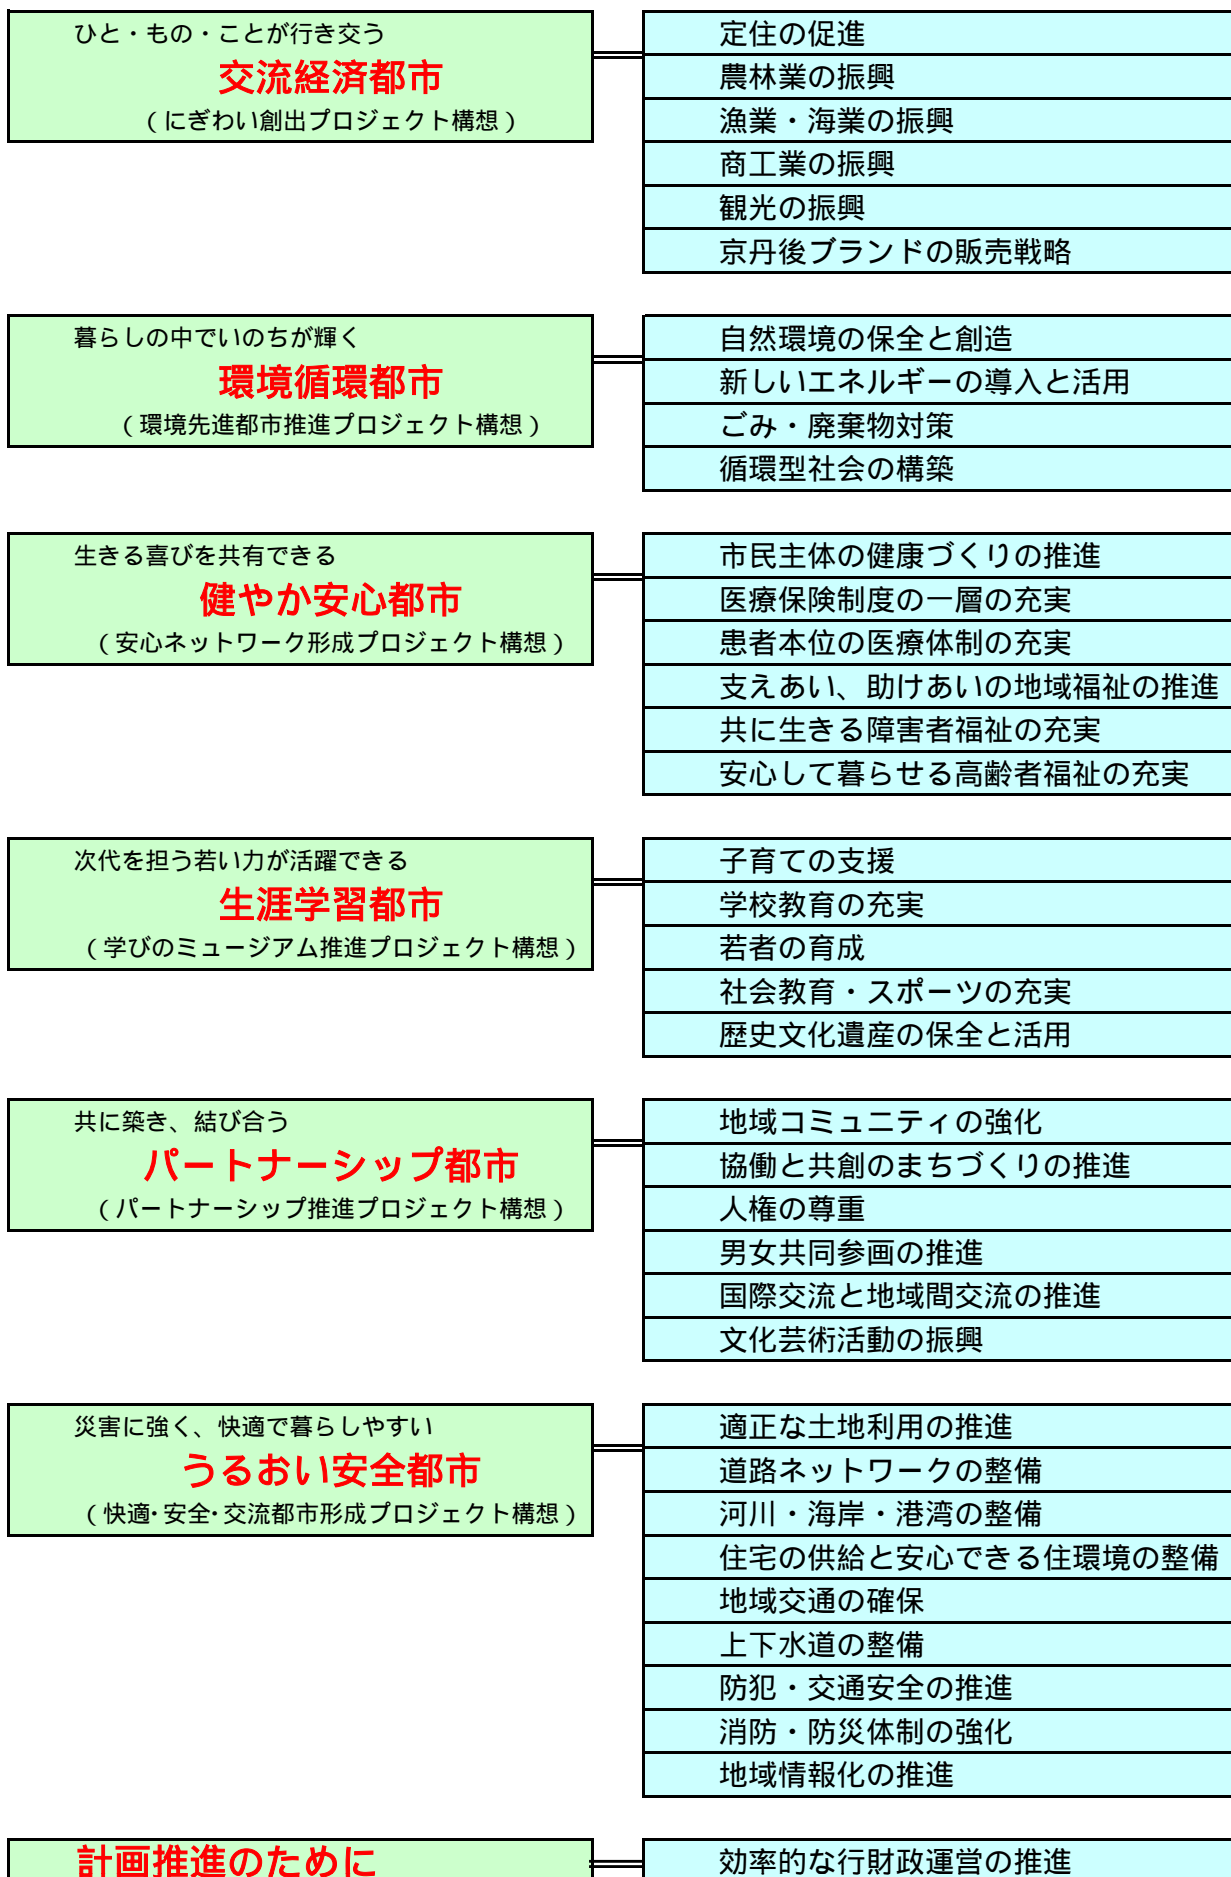 ひと・もの・ことが行き交う
交流経済都市
(にぎわい創出プロジェクト構想)
定住の促進
農林業の振興
漁業・海業の振興
商工業の振興
観光の振興
京丹後ブランドの販売戦略
暮らしの中でいのちが輝く
環境循環都市
(環境先進都市推進プロジェクト構想)
自然環境の保全と創造
新しいエネルギーの導入と活用
ごみ・廃棄物対策
循環型社会の構築
生きる喜びを共有できる
健やか安心都市
(安心ネットワーク形成プロジェクト構想)
市民主体の健康づくりの推進
医療保険制度の一層の充実
患者本位の医療体制の充実
支えあい、助けあいの地域福祉の推進
共に生きる障害者福祉の充実
安心して暮らせる高齢者福祉の充実
次代を担う若い力が活躍できる
生涯学習都市
(学びのミュージアム推進プロジェクト構想)
子育ての支援
学校教育の充実
若者の育成
社会教育・スポーツの充実
歴史文化遺産の保全と活用
共に築き、結び合う
パートナーシップ都市
(パートナーシップ推進プロジェクト構想)
地域コミュニティの強化
協働と共創のまちづくりの推進
人権の尊重
男女共同参画の推進
国際交流と地域間交流の推進
文化芸術活動の振興
災害に強く、快適で暮らしやすい
うるおい安全都市
(快適・安全・交流都市形成プロジェクト構想)
適正な土地利用の推進
道路ネットワークの整備
河川・海岸・港湾の整備
住宅の供給と安心できる住環境の整備
地域交通の確保
上下水道の整備
防犯・交通安全の推進
消防・防災体制の強化
地域情報化の推進
計画推進のために
効率的な行財政運営の推進